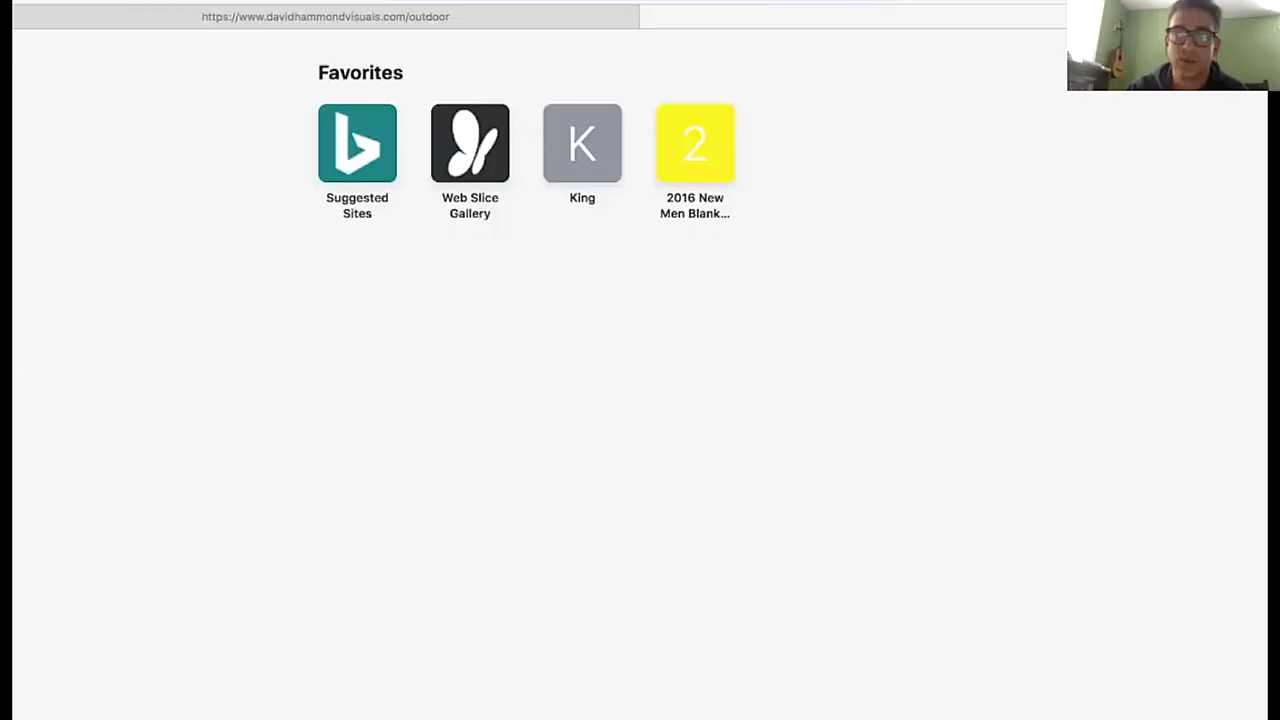 https://www.davidhammondvisuals.com/outdoor
Favorites
K
2
Suggested
Sites
Web Slice
Gallery
King
2016 New
Men Blank...